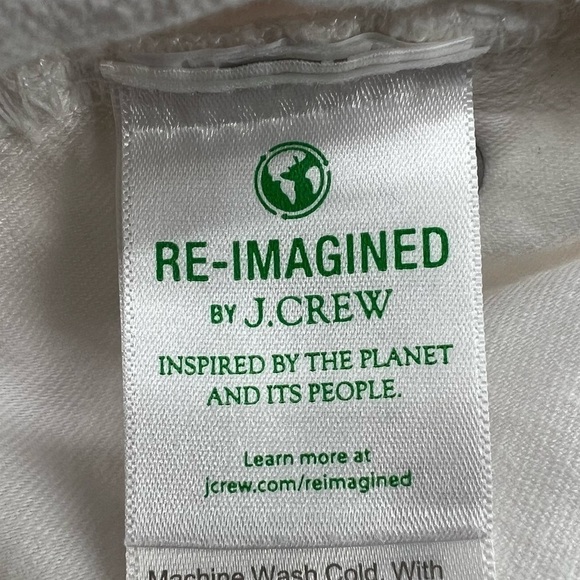 RE-IMAGINED
BY J.CREW
INSPIRED BY THE PLANET
AND ITS PEOPLE.
Learn more at
jcrew.com/reimagined
Machine Wash Cold, With